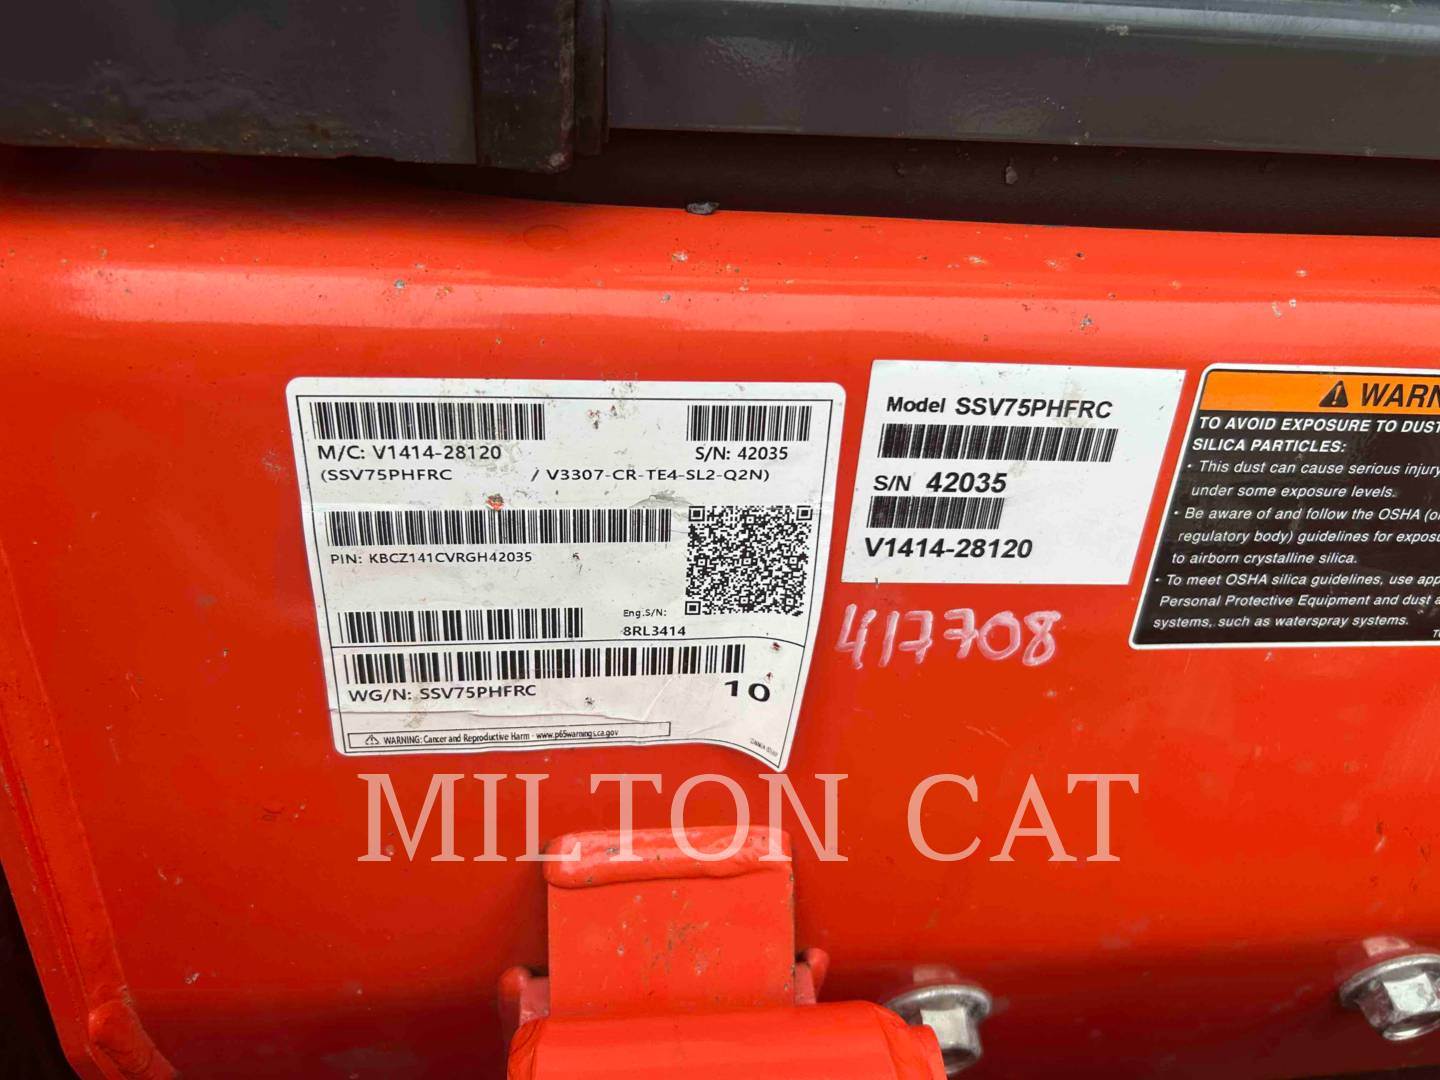 M/C: V1414-28120
S/N: 42035
(SSV75PHFRC / V3307-CR-TE4-SL2-Q2N)
PIN: KBCZ141CVRGH42035
Eng.S/N:
8RL3414
WG/N: SSV75PHFRC
10
WARNING: Cancer and Reproductive Harm - www.p65warnings.ca.gov
Model SSV75PHFRC
S/N 42035
V1414-28120
417708
TO AVOID EXPOSURE TO DUST
SILICA PARTICLES:
• This dust can cause serious injury
under some exposure levels.
• Be aware of and follow the OSHA
regulatory body) guidelines for
to airborn crystalline silica.
• To meet OSHA silica guidelines, use
Personal Protective Equipment and dust
systems, such as waterspray systems.
MILTON CAT